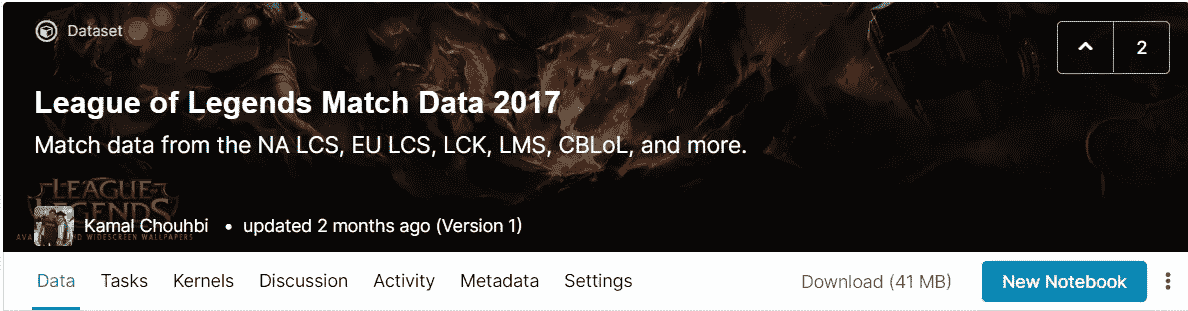 Dataset
2
League of Legends Match Data 2017
Match data from the NA LCS, EU LCS, LCK, LMS, CBLoL, and more.
LEAGUE OF
LEGENDS
Kamal Chouhbi • updated 2 months ago (Version 1)
WIDESCREEN WALLPAPERS
Data Tasks Kernels Discussion Activity Metadata Settings Download (41 MB) New Notebook